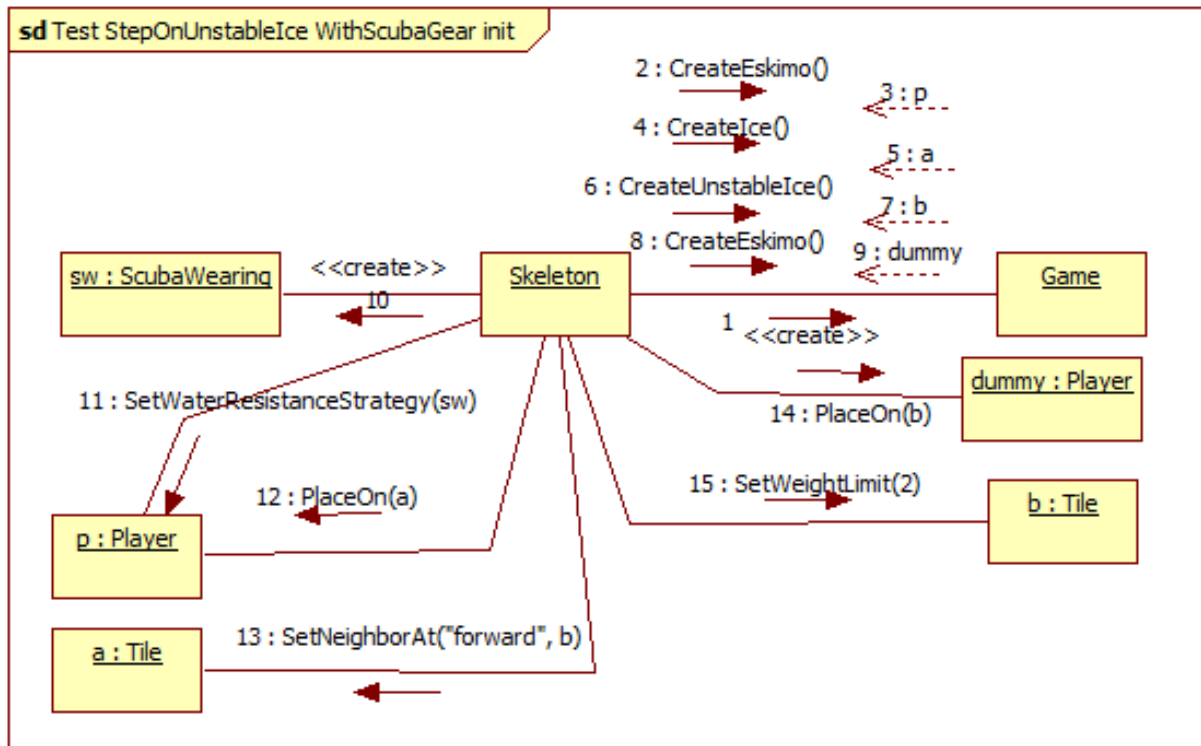 sd Test StepOnUnstableIce WithScubaGear init
2 : CreateEskimo()
3 : p
4 : CreateIce()
5 : a
6 : CreateUnstableIce()
7 : b
8 : CreateEskimo()
9 : dummy
sw : ScubaWearing
<<create>>
10
Skeleton
Game
1
<<create>>
dummy : Player
11 : SetWaterResistanceStrategy(sw)
14 : PlaceOn(b)
12 : PlaceOn(a)
15 : SetWeightLimit(2)
p : Player
b : Tile
13 : SetNeighborAt("forward", b)
a : Tile